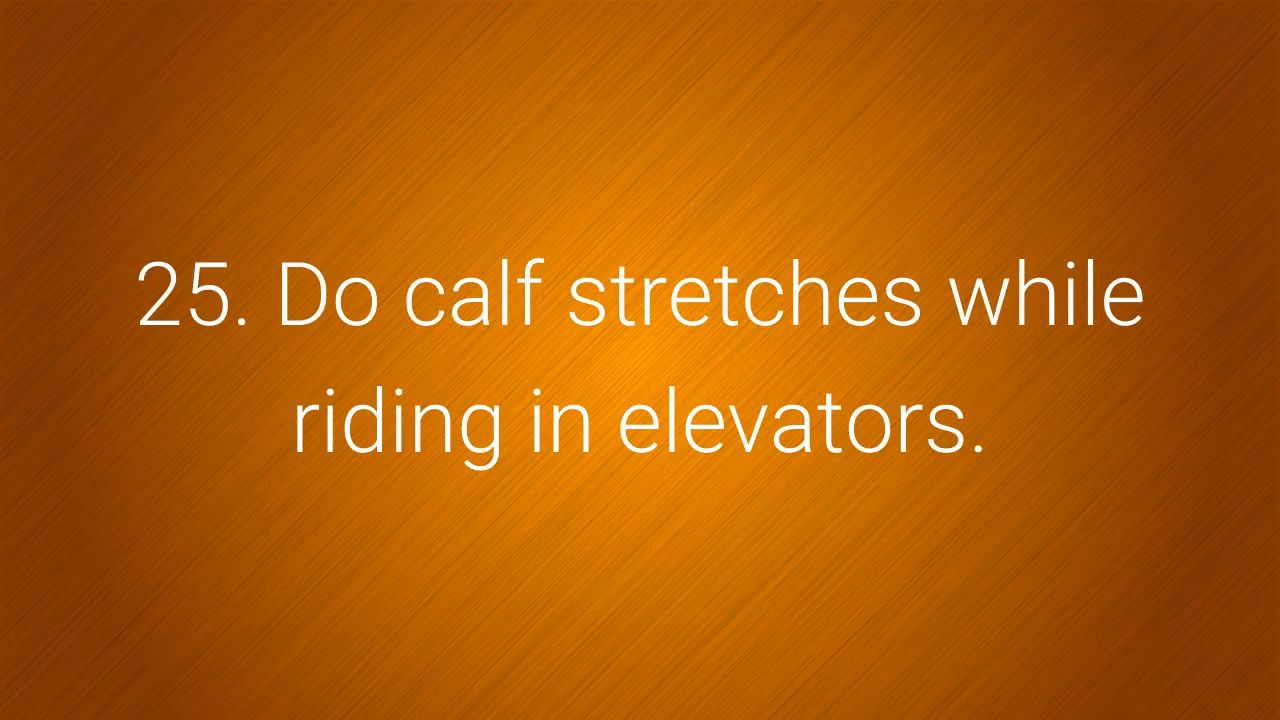 25. Do calf stretches while
riding in elevators.